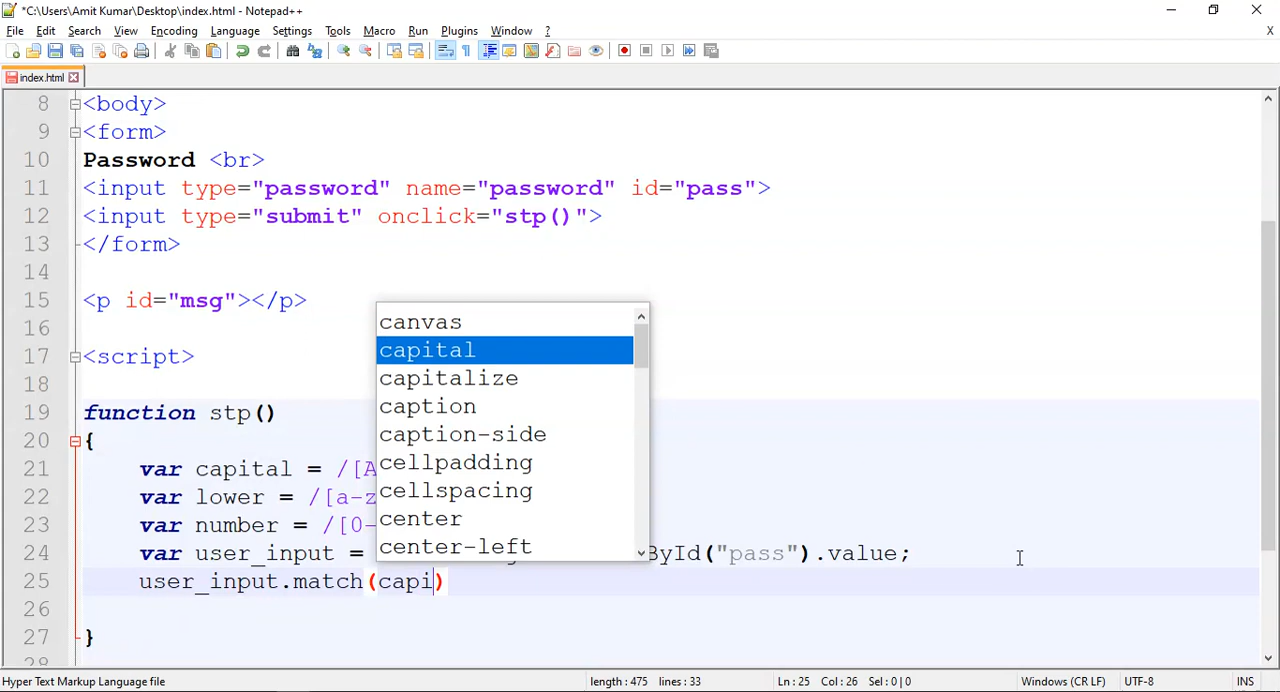 *C:\Users\Amit Kumar\Desktop\index.html - Notepad++
File Edit Search View Encoding Language Settings Tools Macro Run Plugins Window ? X
index.html
8 <body>
9 <form>
10 Password <br>
11 <input type="password" name="password" id="pass">
12 <input type="submit" onclick="stp()">
13 </form>
14
15 <p id="msg"></p>
16
17 <script>
18
19 function stp()
20 {
21 var capital = /[A
22 var lower = /[a-z
23 var number = /[0-
24 var user_input = ById("pass").value;
25 user_input.match(capi)
26
27 }
28
canvas
capital
capitalize
caption
caption-side
cellpadding
cellspacing
center
center-left
Hyper Text Markup Language file length : 475 lines : 33 Ln : 25 Col : 26 Sel : 0 | 0 Windows (CR LF) UTF-8 INS